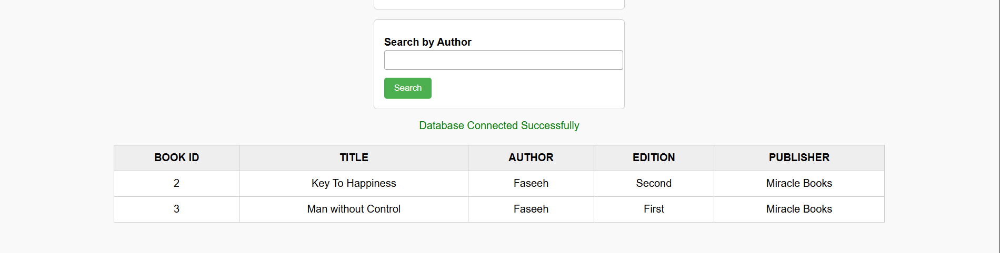 Search by Author
Search
Database Connected Successfully
BOOK ID TITLE AUTHOR EDITION PUBLISHER
2 Key To Happiness Faseeh Second Miracle Books
3 Man without Control Faseeh First Miracle Books